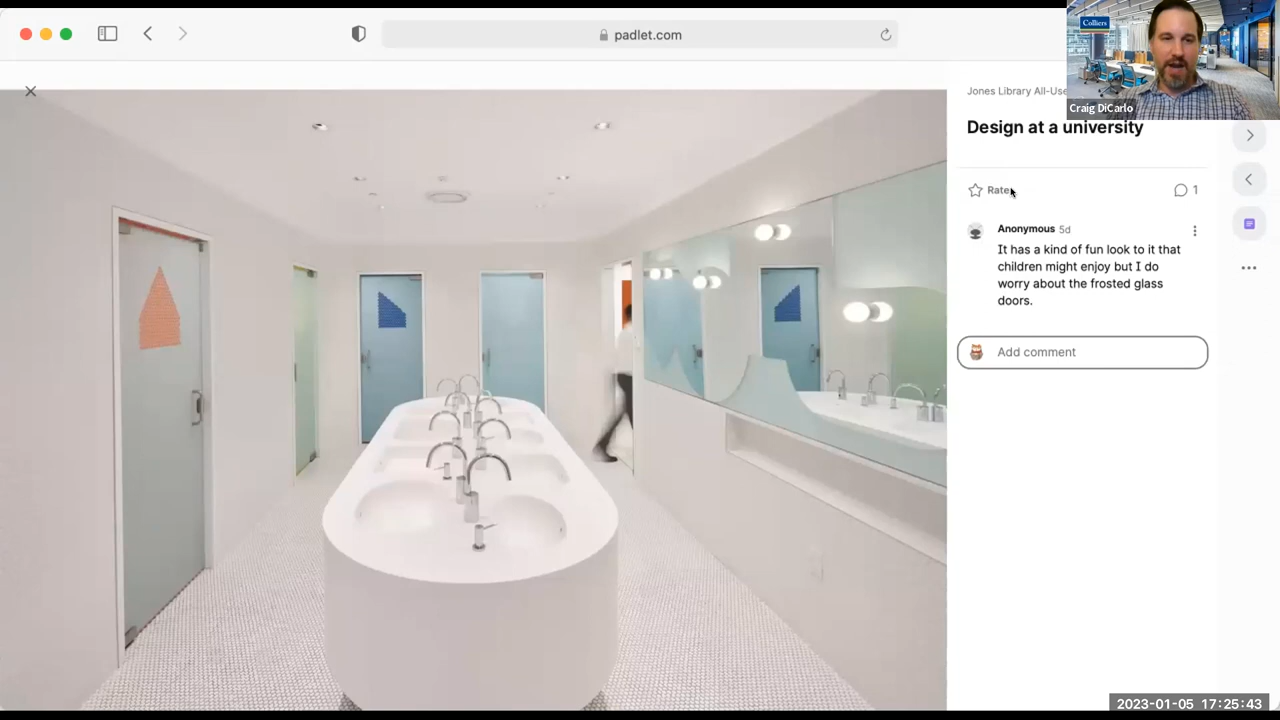 padlet.com
Colliers
Craig DiCarlo
Jones Library All-Use
Design at a university
Rate
1
Anonymous 5d
It has a kind of fun look to it that
children might enjoy but I do
worry about the frosted glass
doors.
Add comment
2023-01-05 17:25:43